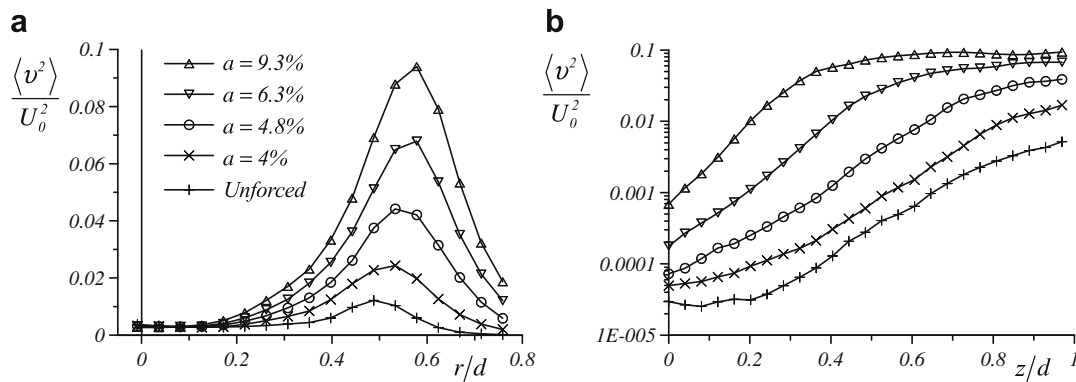 a
b
⟨υ²⟩
U₀²
0.1
0.08
0.06
0.04
0.02
0
a = 9.3%
a = 6.3%
a = 4.8%
a = 4%
Unforced
0
0.2
0.4
0.6
0.8
r/d
⟨υ²⟩
U₀²
0.1
0.01
0.001
0.0001
1E-005
0
0.2
0.4
0.6
0.8
1
z/d